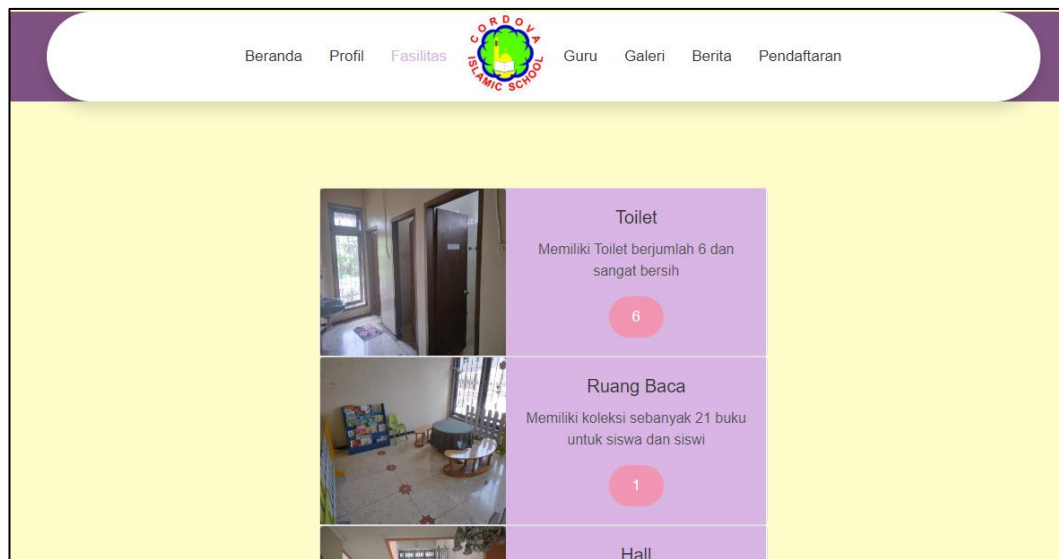 Beranda Profil Fasilitas CORDOVA ISLAMIC SCHOOL Guru Galeri Berita Pendaftaran
Toilet
Memiliki Toilet berjumlah 6 dan
sangat bersih
6
Ruang Baca
Memiliki koleksi sebanyak 21 buku
untuk siswa dan siswi
1
Hall